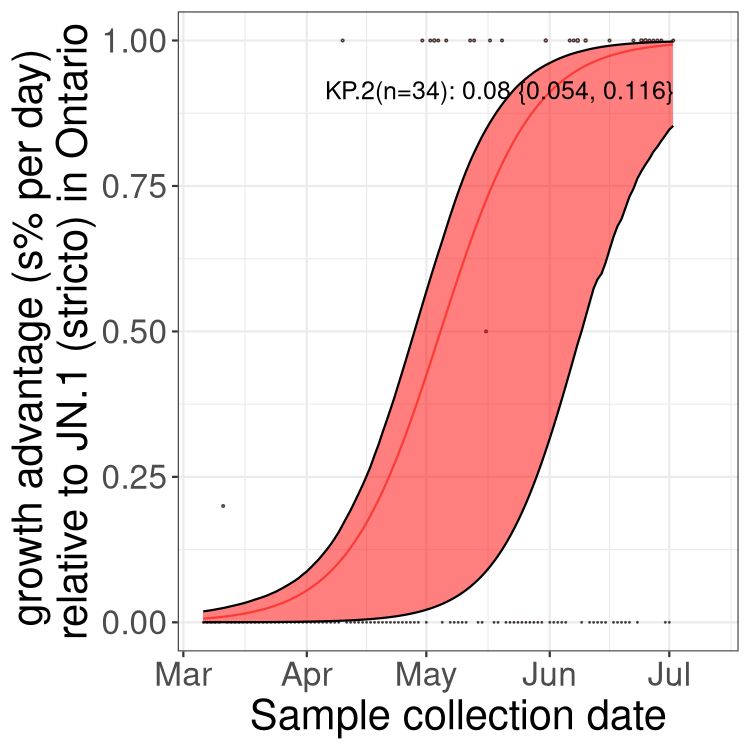 growth advantage (s% per day)
relative to JN.1 (stricto) in Ontario
1.00
0.75
0.50
0.25
0.00
KP.2(n=34): 0.08 {0.054, 0.116}
Mar Apr May Jun Jul
Sample collection date